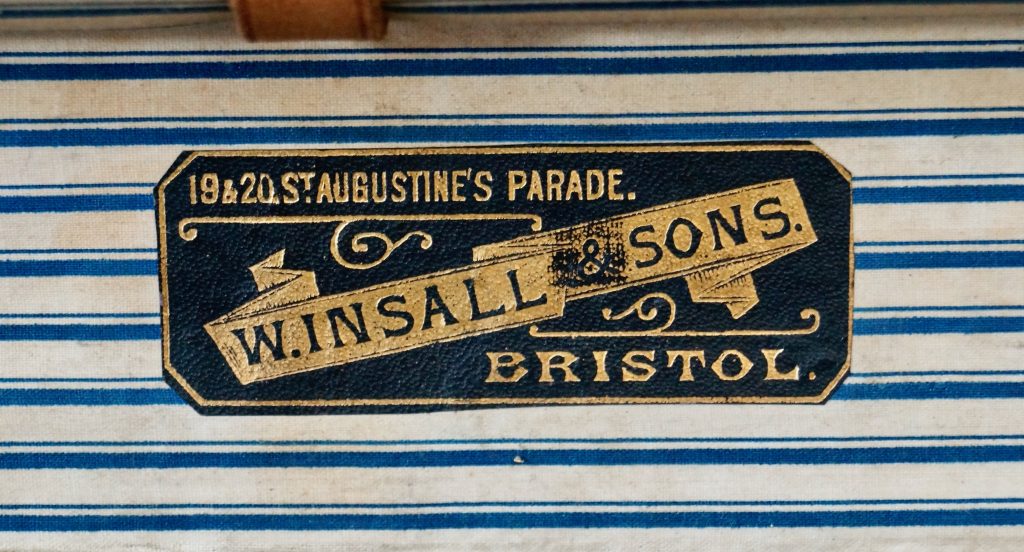 19 & 20, ST. AUGUSTINE'S PARADE.
W. INSALL & SONS.
BRISTOL.